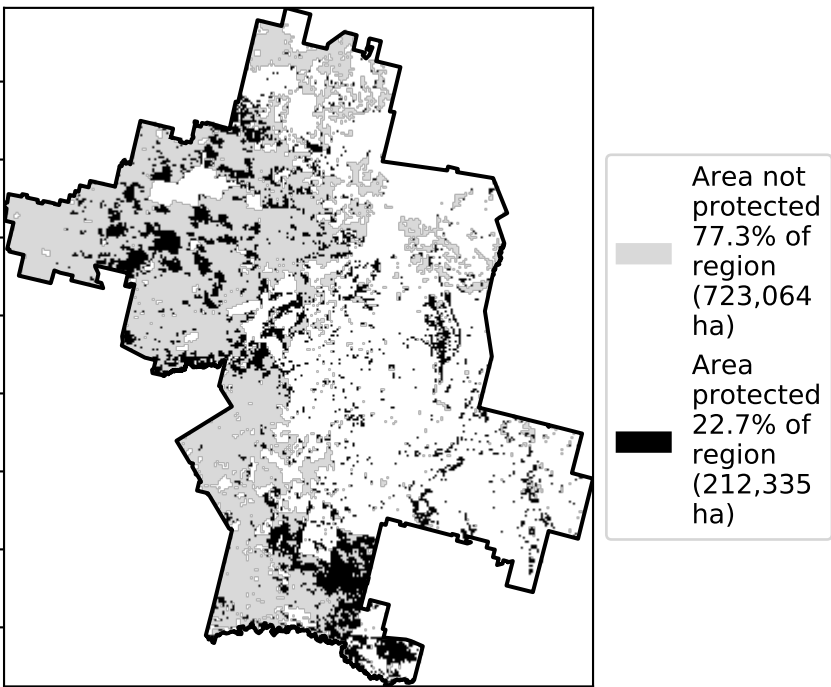 Area not
protected
77.3% of
region
(723,064
ha)
Area
protected
22.7% of
region
(212,335
ha)